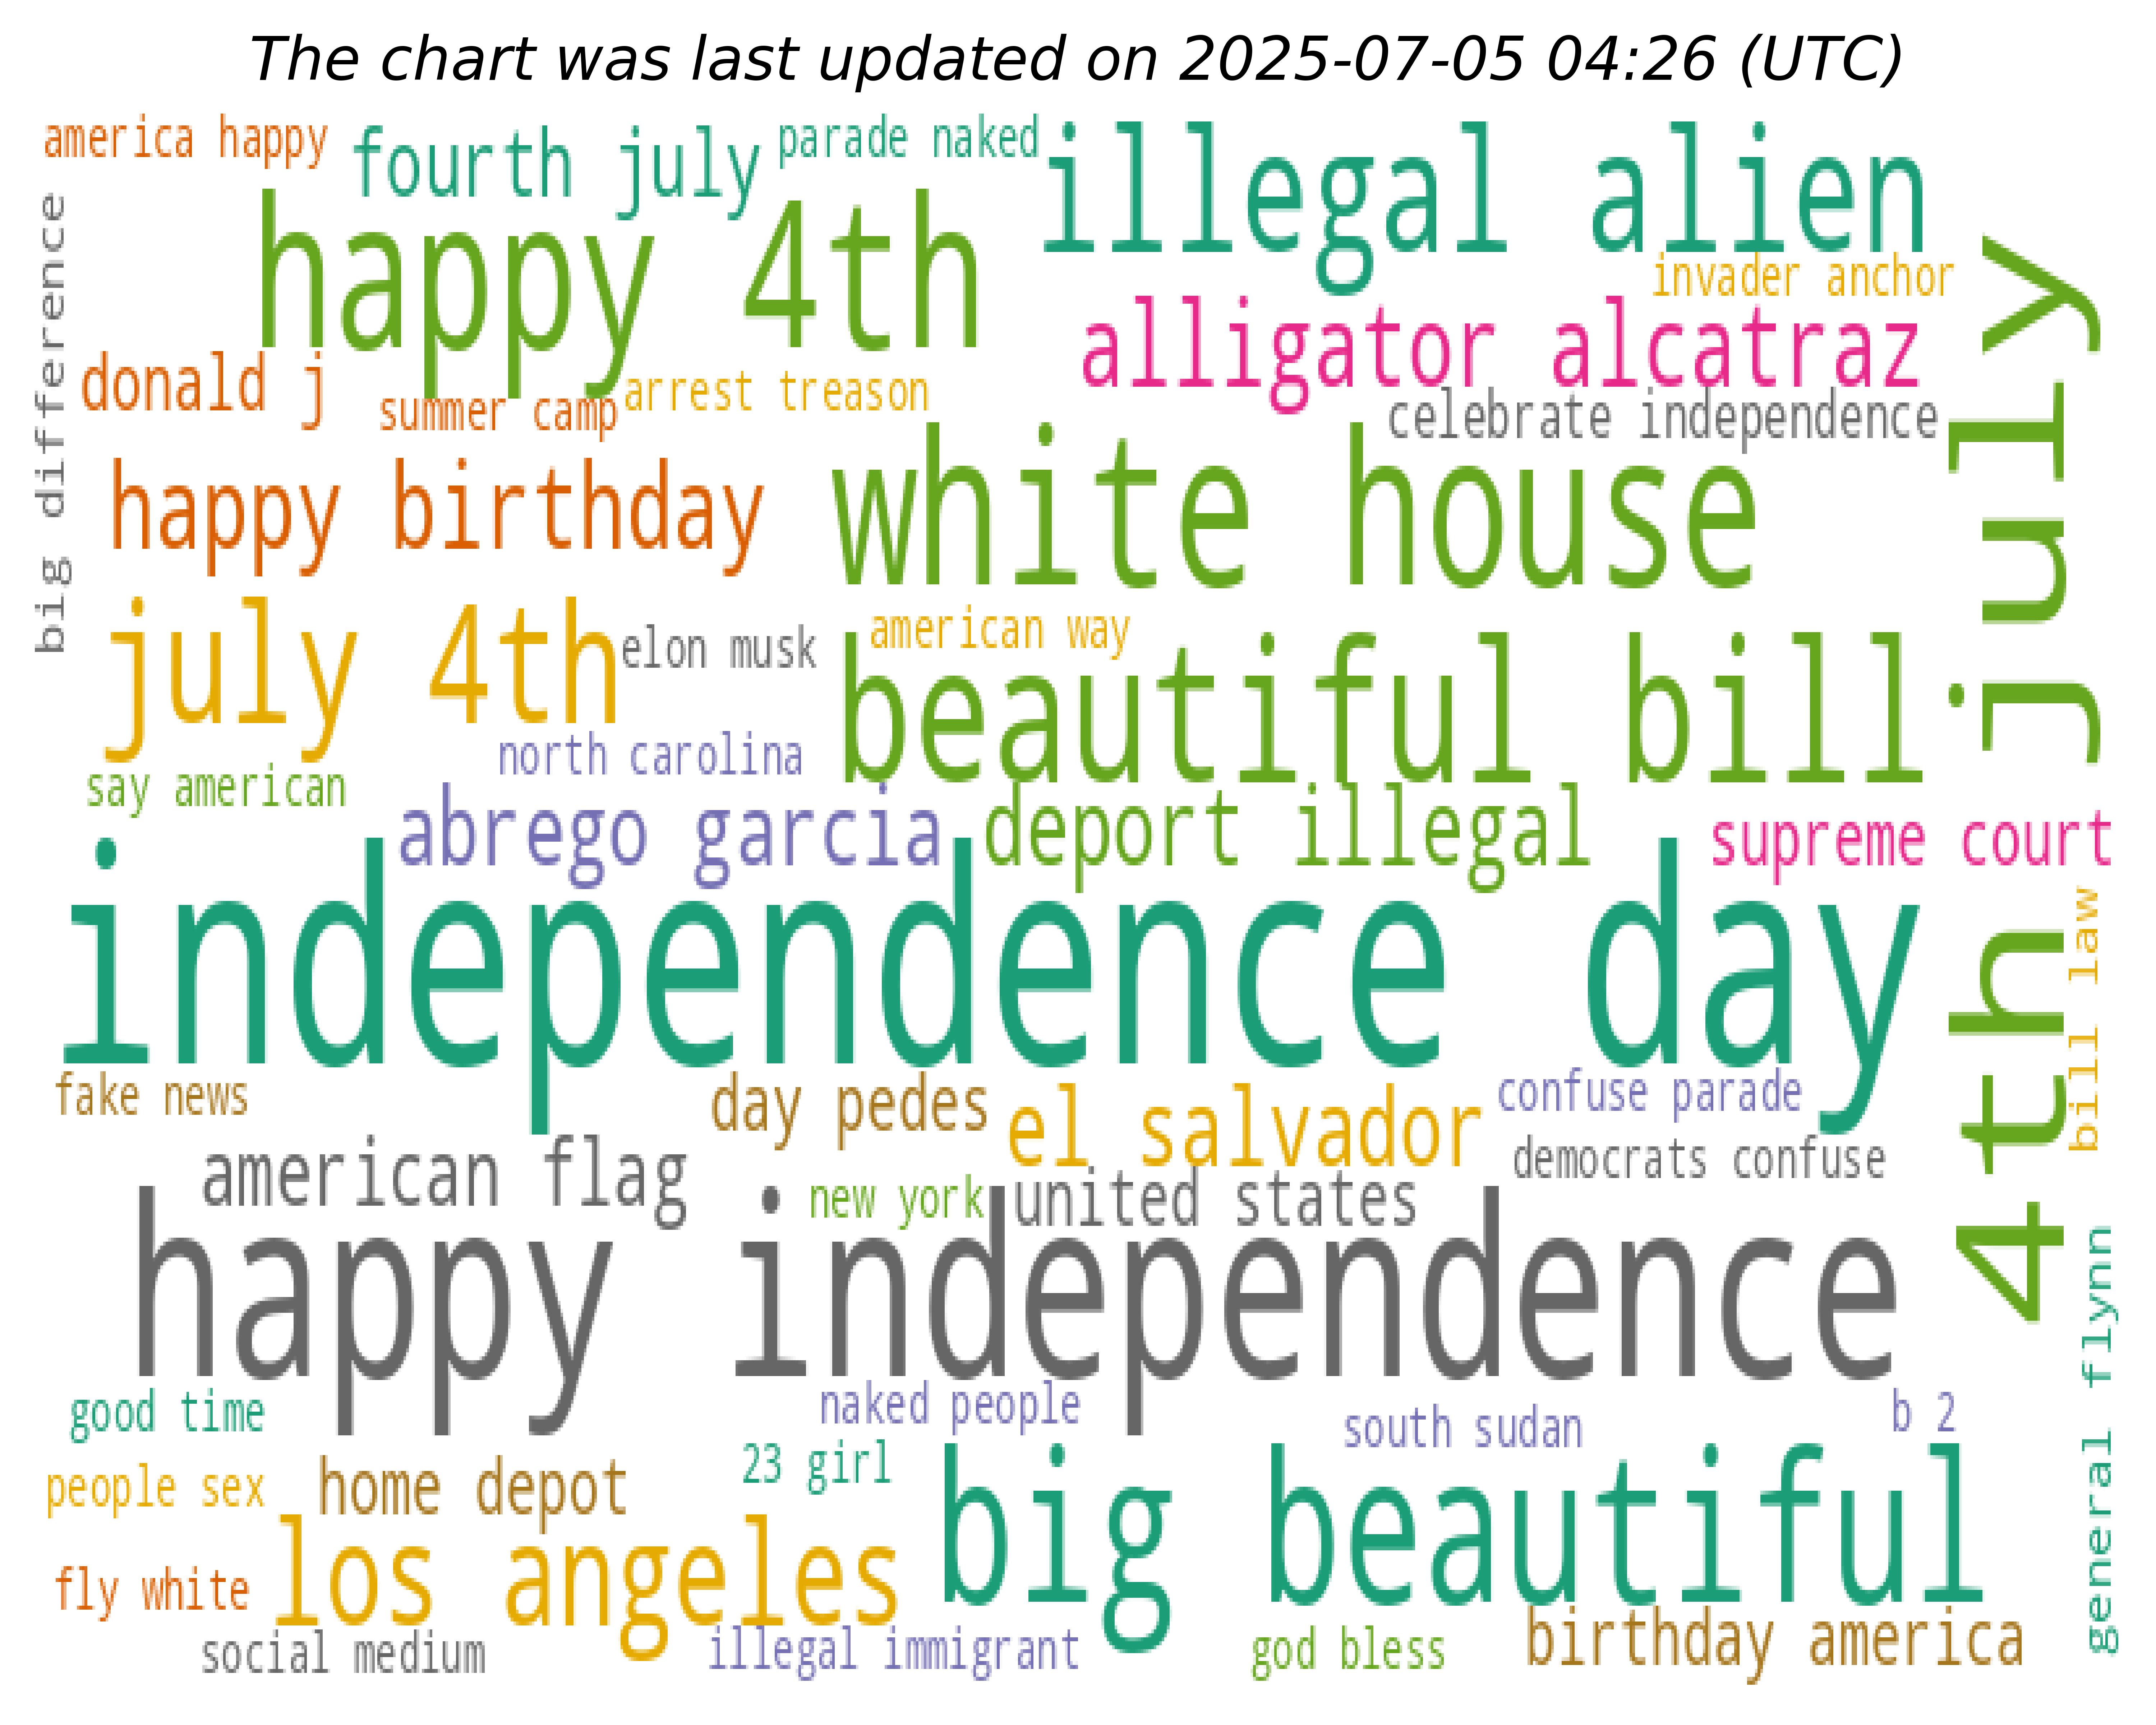 The chart was last updated on 2025-07-05 04:26 (UTC)
america happy
fourth july
parade naked
illegal alien
happy 4th
invader anchor
alligator alcatraz
big difference
donald j
summer camp
arrest treason
celebrate independence
4th july
happy birthday
white house
july 4th
elon musk
american way
beautiful bill
north carolina
say american
abrego garcia
deport illegal
supreme court
independence day
bill law
fake news
day pedes
el salvador
confuse parade
american flag
democrats confuse
new york
united states
happy independence
general flynn
good time
naked people
south sudan
b 2
people sex
home depot
23 girl
big beautiful
fly white
los angeles
social medium
illegal immigrant
god bless
birthday america